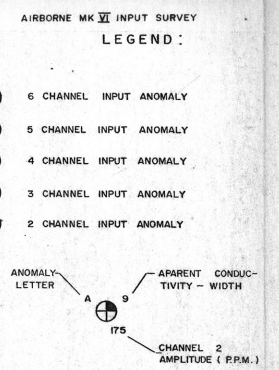 AIRBORNE MK VI INPUT SURVEY
LEGEND:
6 CHANNEL INPUT ANOMALY
5 CHANNEL INPUT ANOMALY
4 CHANNEL INPUT ANOMALY
3 CHANNEL INPUT ANOMALY
2 CHANNEL INPUT ANOMALY
ANOMALY
LETTER
APARENT CONDUC-
TIVITY - WIDTH
A 9
175
CHANNEL 2
AMPLITUDE ( P.P.M.)